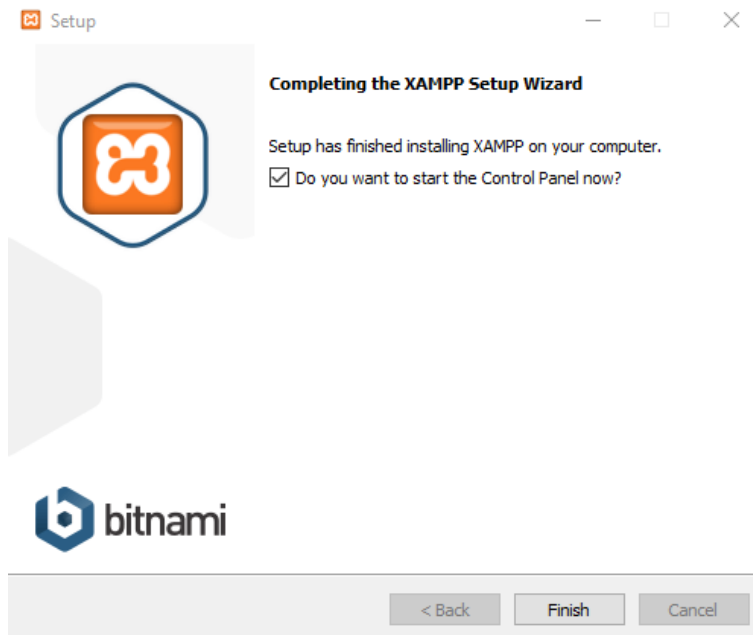 Setup
Completing the XAMPP Setup Wizard
Setup has finished installing XAMPP on your computer.
Do you want to start the Control Panel now?
bitnami
< Back Finish Cancel